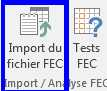 Import du Tests
fichier FEC FEC
Import / Analyse FEC